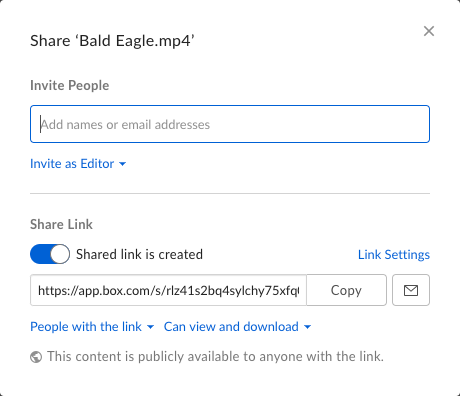 Share ‘Bald Eagle.mp4’
Invite People
Add names or email addresses
Invite as Editor
Share Link
Shared link is created
Link Settings
https://app.box.com/s/rlz41s2bq4sylchy75xfq
Copy
People with the link
Can view and download
This content is publicly available to anyone with the link.